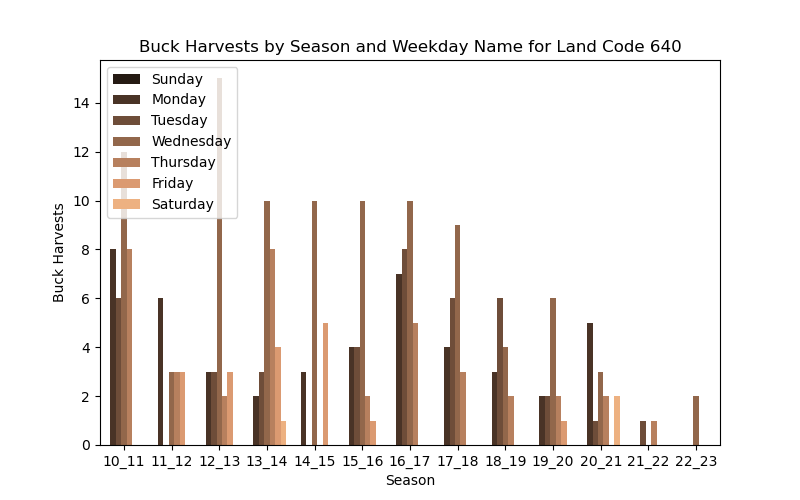 Buck Harvests by Season and Weekday Name for Land Code 640
Sunday
Monday
Tuesday
Wednesday
Thursday
Friday
Saturday
14
12
10
8
6
4
2
0
Buck Harvests
10_11 11_12 12_13 13_14 14_15 15_16 16_17 17_18 18_19 19_20 20_21 21_22 22_23
Season